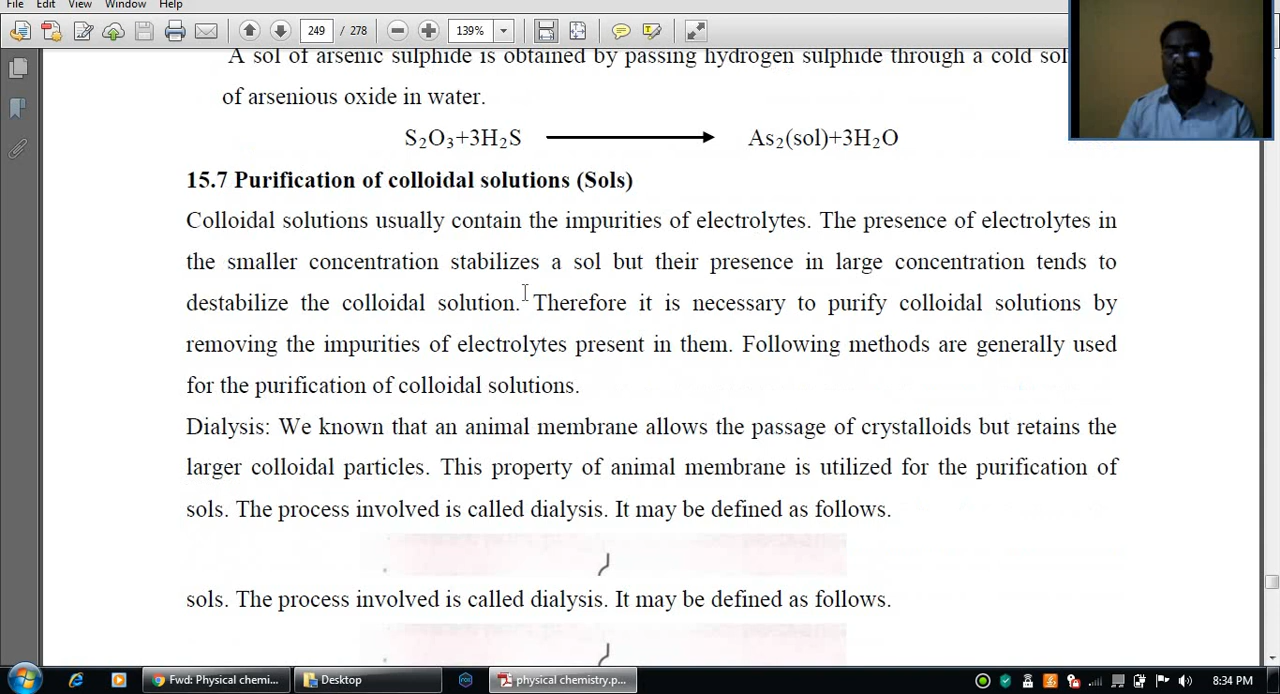 File Edit View Window Help
249 / 278 139%
A sol of arsenic sulphide is obtained by passing hydrogen sulphide through a cold sol
of arsenious oxide in water.
S₂O₃+3H₂S As₂(sol)+3H₂O
15.7 Purification of colloidal solutions (Sols)
Colloidal solutions usually contain the impurities of electrolytes. The presence of electrolytes in
the smaller concentration stabilizes a sol but their presence in large concentration tends to
destabilize the colloidal solution. Therefore it is necessary to purify colloidal solutions by
removing the impurities of electrolytes present in them. Following methods are generally used
for the purification of colloidal solutions.
Dialysis: We known that an animal membrane allows the passage of crystalloids but retains the
larger colloidal particles. This property of animal membrane is utilized for the purification of
sols. The process involved is called dialysis. It may be defined as follows.
sols. The process involved is called dialysis. It may be defined as follows.
Fwd: Physical chemi... Desktop physical chemistry.p... 8:34 PM